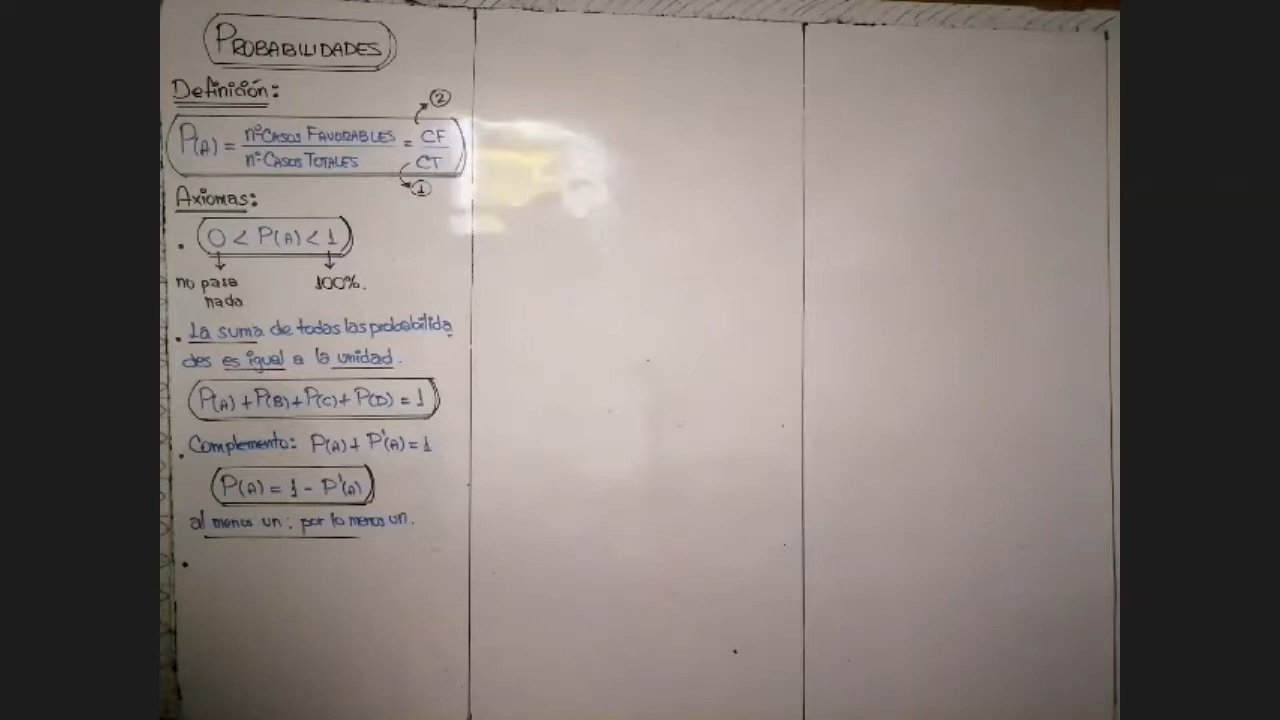 PROBABILIDADES
Definición:
②
P(A) = nº CASOS FAVORABLES / nº CASOS TOTALES = CF / CT
①
Axiomas:
. 0 < P(A) < 1
no pasa nada
100%.
. La suma de todas las probabilida
des es igual a la unidad.
P(A) + P(B) + P(C) + P(D) = 1
. Complemento: P(A) + P'(A) = 1
P(A) = 1 - P'(A)
al menos un; por lo menos un.
.